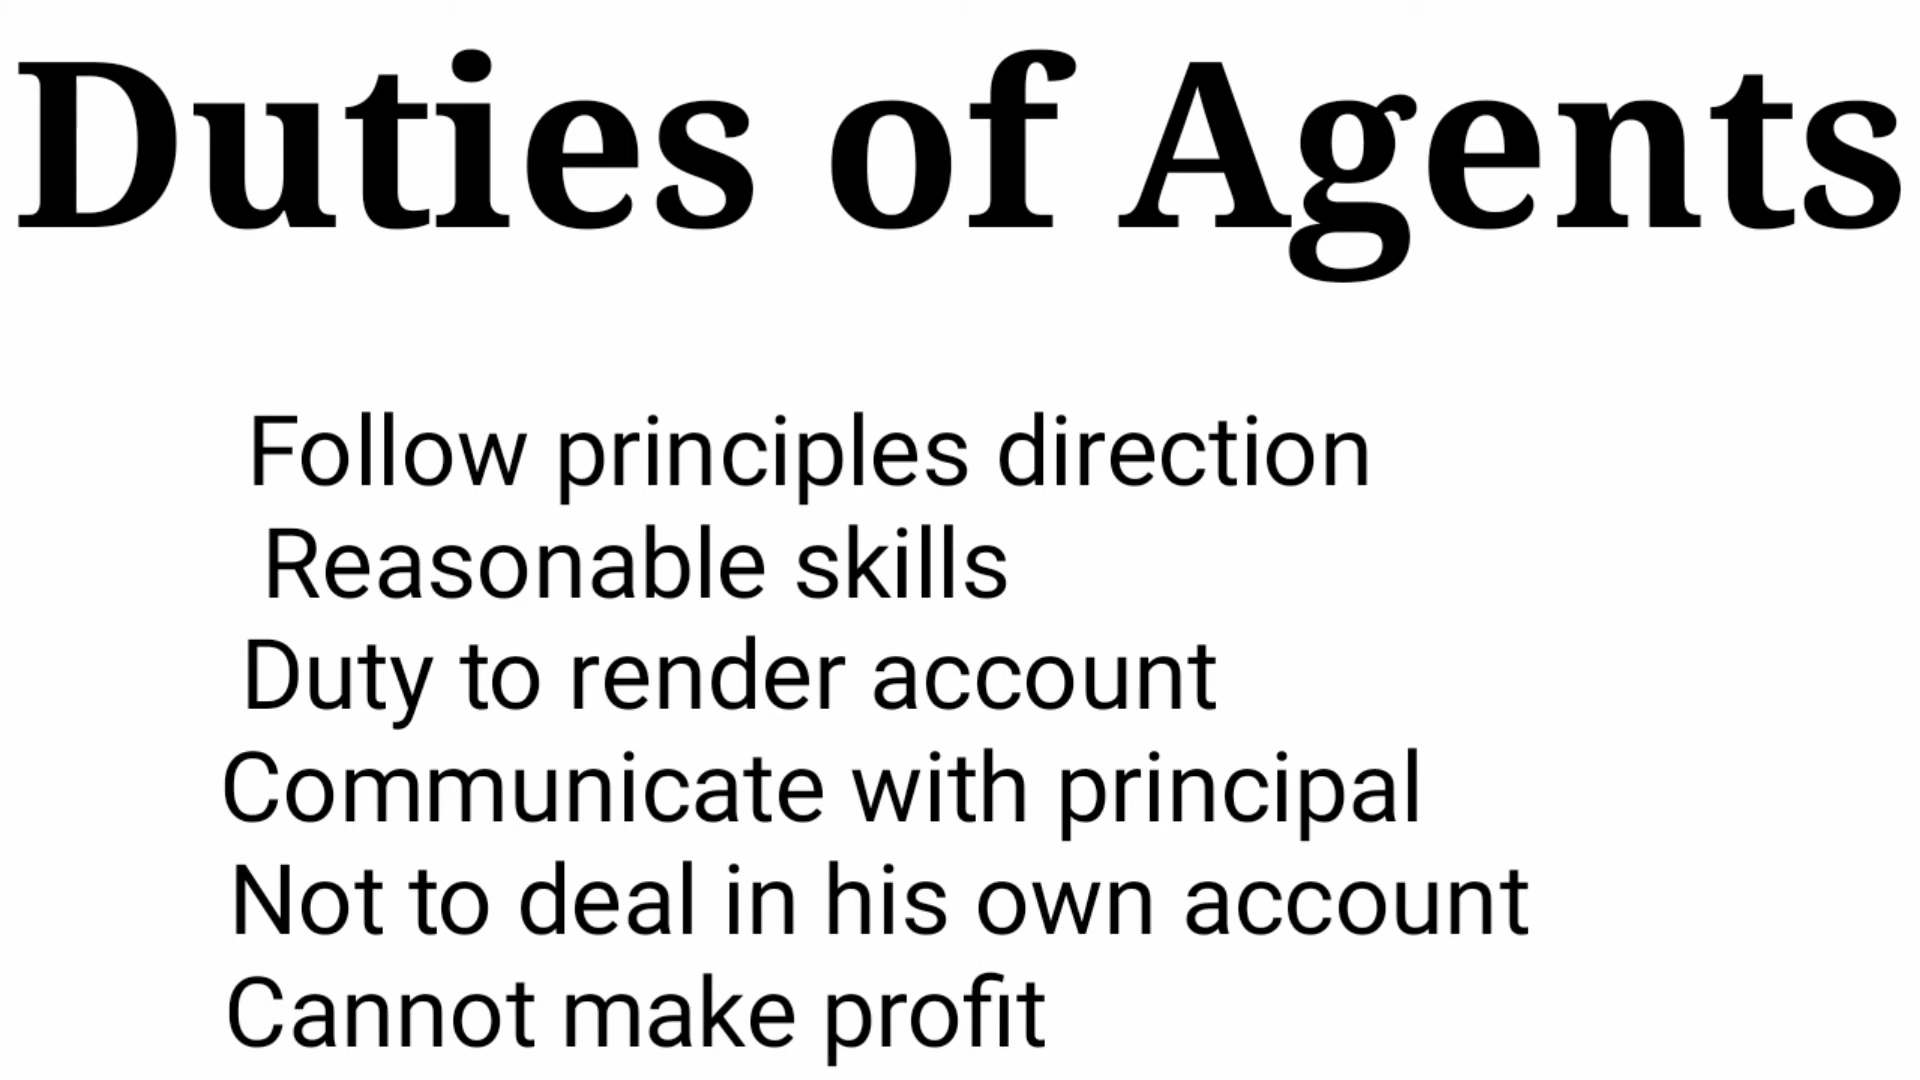 Duties of Agents
Follow principles direction
Reasonable skills
Duty to render account
Communicate with principal
Not to deal in his own account
Cannot make profit